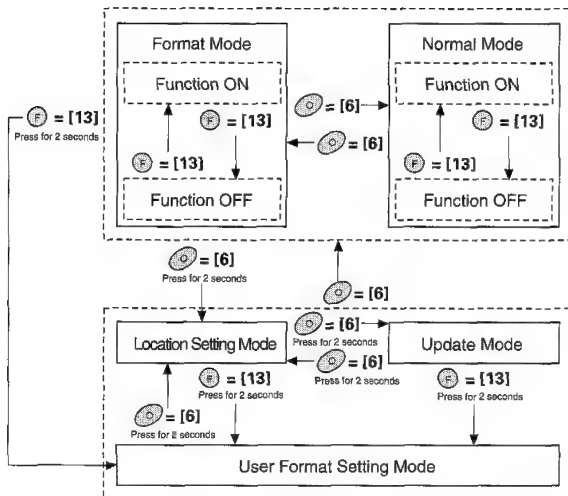 Format Mode
Normal Mode
Function ON
Function ON
O = [6]
F = [13]
Press for 2 seconds
F = [13]
F = [13]
O = [6]
F = [13]
F = [13]
Function OFF
Function OFF
O = [6]
Press for 2 seconds
O = [6]
O = [6]
Press for 2 seconds
Location Setting Mode
Update Mode
O = [6]
Press for 2 seconds
F = [13]
Press for 2 seconds
F = [13]
Press for 2 seconds
O = [6]
Press for 2 seconds
User Format Setting Mode